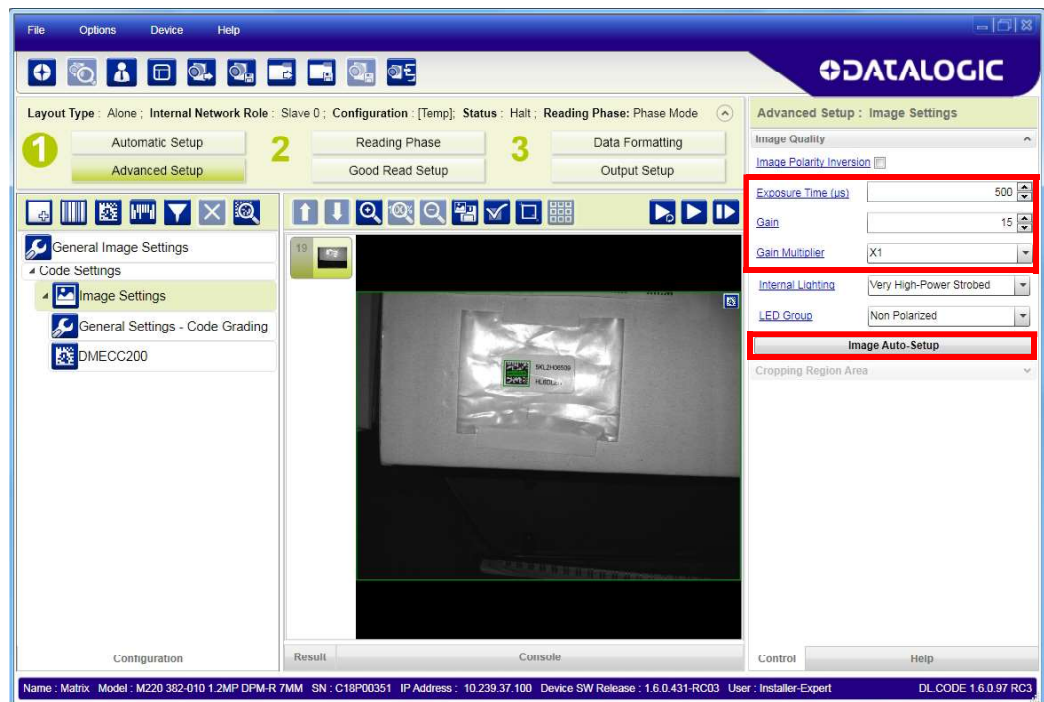 File Options Device Help
DATALOGIC
Layout Type : Alone ; Internal Network Role : Slave 0 ; Configuration : [Temp]; Status : Halt ; Reading Phase: Phase Mode
1 Automatic Setup
Advanced Setup
2 Reading Phase
Good Read Setup
3 Data Formatting
Output Setup
General Image Settings
Code Settings
Image Settings
General Settings - Code Grading
DMECC200
Configuration
19
Result Console
Advanced Setup : Image Settings
Image Quality
Image Polarity Inversion
Exposure Time (µs) 500
Gain 15
Gain Multiplier X1
Internal Lighting Very High-Power Strobed
LED Group Non Polarized
Image Auto-Setup
Cropping Region Area
Control Help
Name : Matrix Model : M220 382-010 1.2MP DPM-R 7MM SN : C18P00351 IP Address : 10.239.37.100 Device SW Release : 1.6.0.431-RC03 User : Installer-Expert DL.CODE 1.6.0.97 RC3